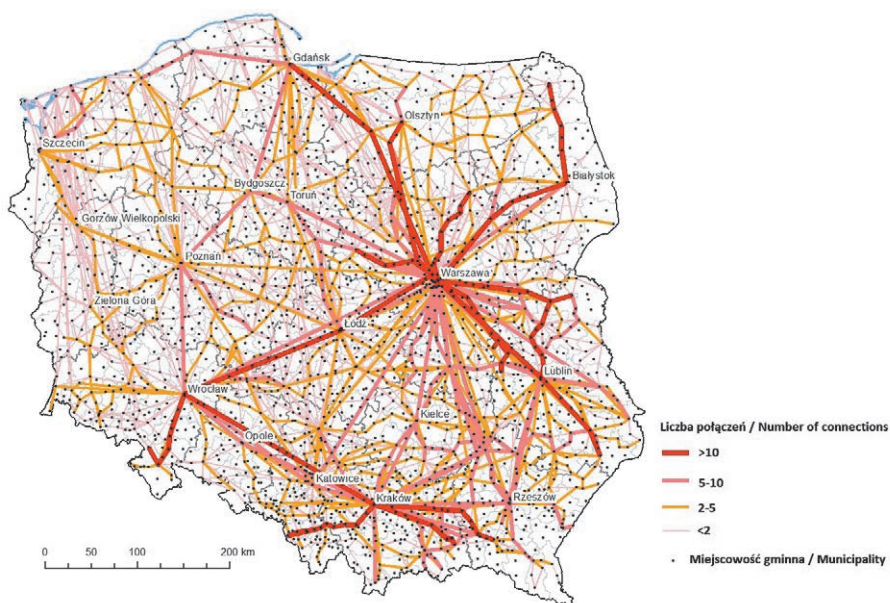 Gdańsk
Olsztyn
Szczecin
Białystok
Bydgoszcz
Toruń
Gorzów Wielkopolski
Poznań
Warszawa
Zielona Góra
Łódź
Wrocław
Lublin
Kielce
Opole
Katowice
Kraków
Rzeszów
Liczba połączeń / Number of connections
>10
5-10
2-5
<2
Miejscowość gminna / Municipality
0 50 100 200 km